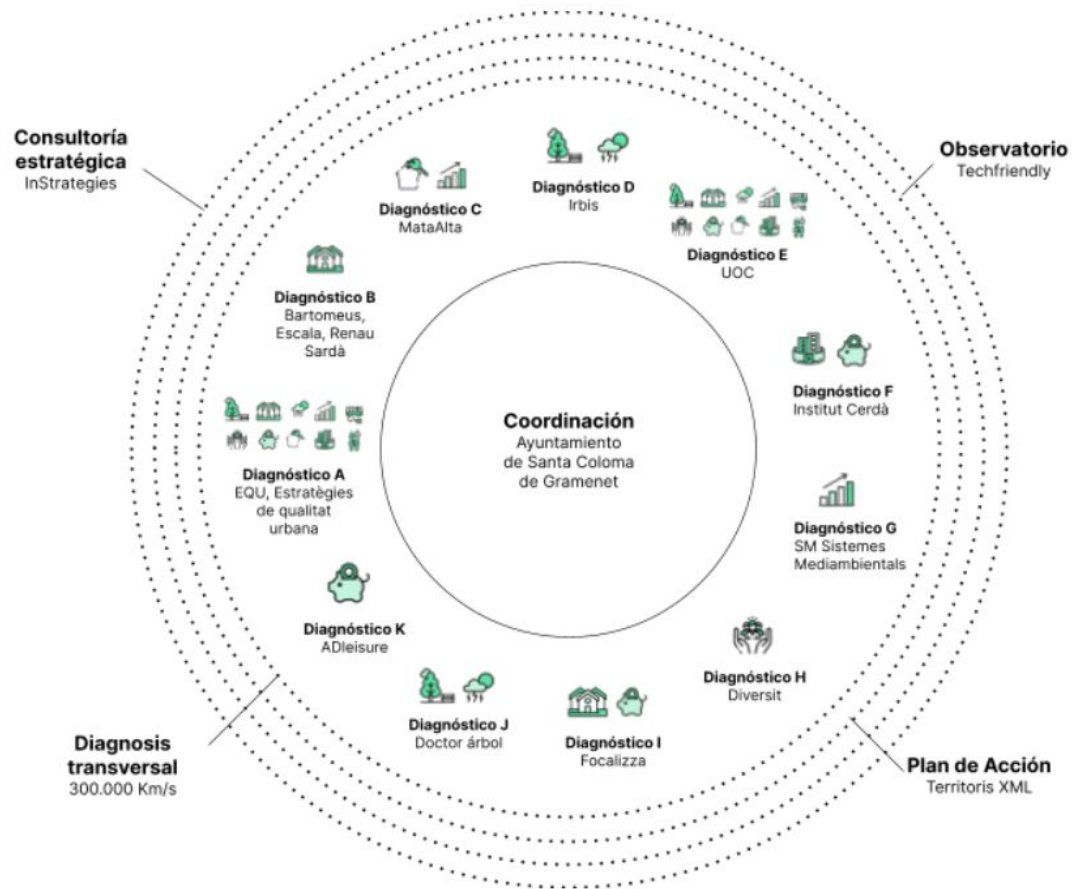 Consultoría
estratégica
InStrategies
Observatorio
Techfriendly
Diagnóstico D
Irbis
Diagnóstico C
MataAlta
Diagnóstico E
UOC
Diagnóstico B
Bartomeus,
Escala, Renau
Sardà
Diagnóstico F
Institut Cerdà
Coordinación
Ayuntamiento
de Santa Coloma
de Gramenet
Diagnóstico A
EQU, Estratègies
de qualitat
urbana
Diagnóstico G
SM Sistemes
Mediambientals
Diagnóstico K
ADleisure
Diagnóstico H
Diversit
Diagnóstico J
Doctor árbol
Diagnóstico I
Focalizza
Diagnosis
transversal
300.000 Km/s
Plan de Acción
Territoris XML